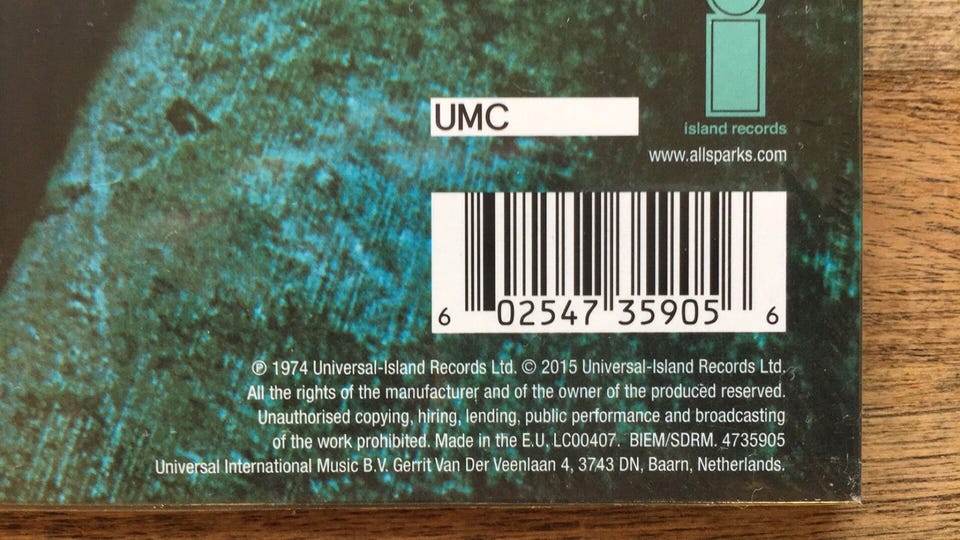 UMC
island records
www.allsparks.com
6 02547 35905 6
℗ 1974 Universal-Island Records Ltd. © 2015 Universal-Island Records Ltd.
All the rights of the manufacturer and of the owner of the produced reserved.
Unauthorised copying, hiring, lending, public performance and broadcasting
of the work prohibited. Made in the E.U. LC00407. BIEM/SDRM. 4735905
Universal International Music B.V. Gerrit Van Der Veenlaan 4, 3743 DN, Baarn, Netherlands.